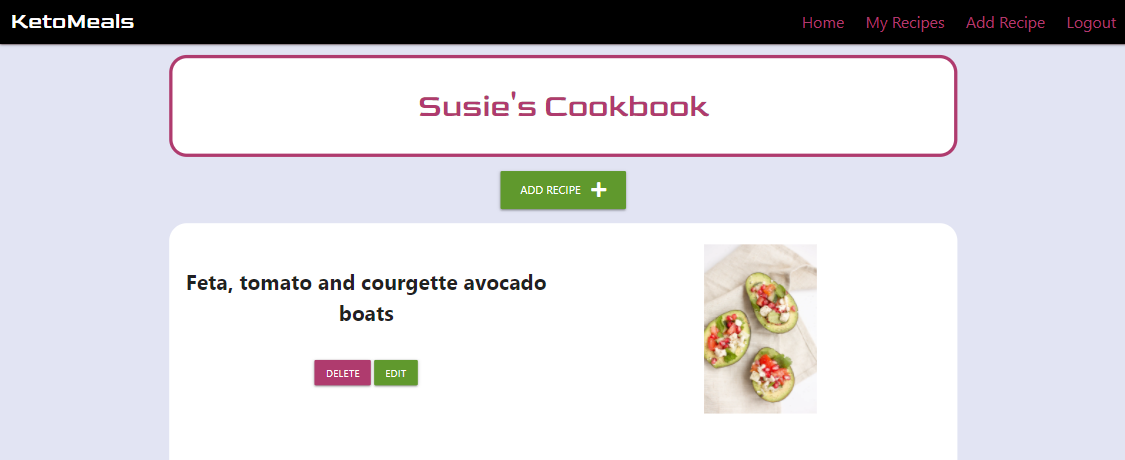 KetoMeals
Home My Recipes Add Recipe Logout
Susie's Cookbook
ADD RECIPE
Feta, tomato and courgette avocado
boats
DELETE EDIT